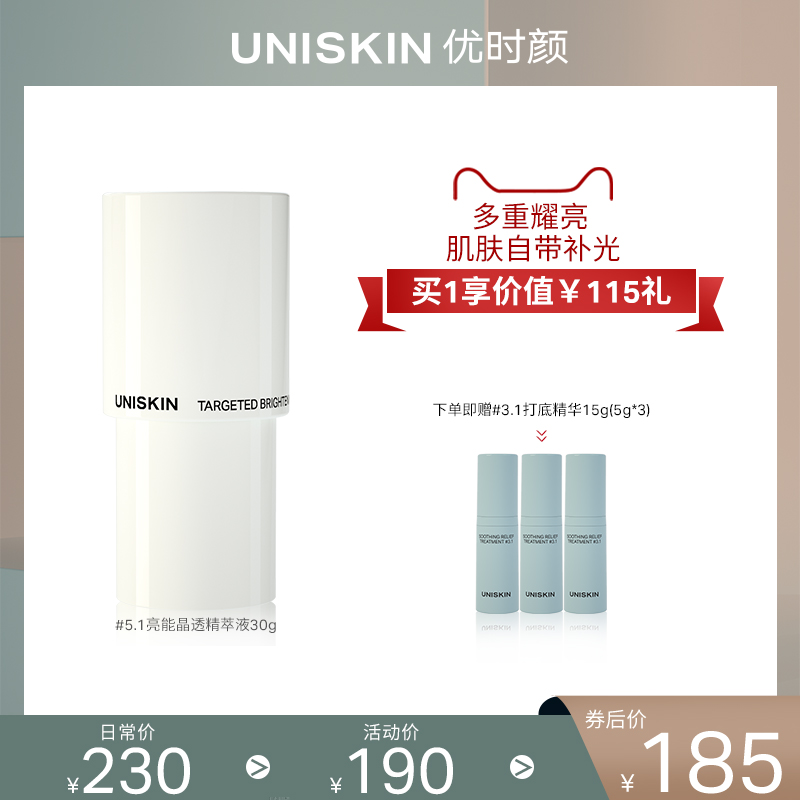 UNISKIN 优时颜
多重耀亮
肌肤自带补光
买1享价值￥115礼
UNISKIN TARGETED BRIGHTEN
下单即赠#3.1打底精华15g(5g*3)
SOOTHING RELIEF
TREATMENT #3.1
UNISKIN
SOOTHING RELIEF
TREATMENT #3.1
UNISKIN
SOOTHING RELIEF
TREATMENT #3.1
UNISKIN
#5.1亮能晶透精萃液30g
日常价
¥230
>
活动价
¥190
>
券后价
¥185